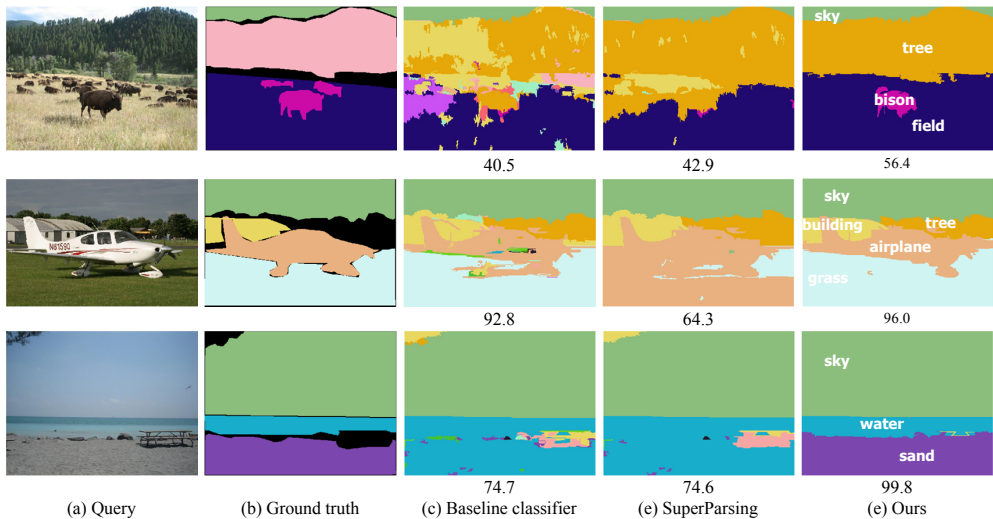 sky
tree
bison
field
40.5
42.9
56.4
N8159Q
sky
building
tree
airplane
grass
92.8
64.3
96.0
sky
water
sand
74.7
74.6
99.8
(a) Query
(b) Ground truth
(c) Baseline classifier
(e) SuperParsing
(e) Ours